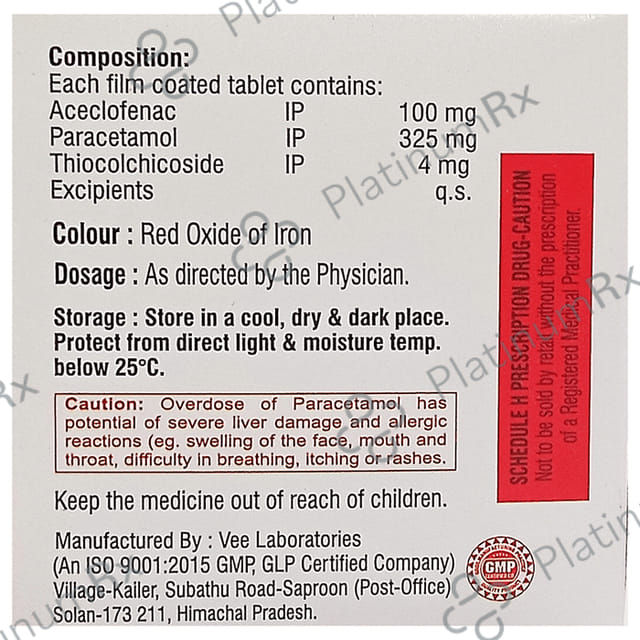 Composition:
Each film coated tablet contains:
Aceclofenac IP 100 mg
Paracetamol IP 325 mg
Thiocolchicoside IP 4 mg
Excipients q.s.
Colour : Red Oxide of Iron
Dosage : As directed by the Physician.
Storage : Store in a cool, dry & dark place.
Protect from direct light & moisture temp.
below 25°C.
Caution: Overdose of Paracetamol has
potential of severe liver damage and allergic
reactions (eg. swelling of the face, mouth and
throat, difficulty in breathing, itching or rashes.
Keep the medicine out of reach of children.
Manufactured By : Vee Laboratories
(An ISO 9001:2015 GMP, GLP Certified Company)
Village-Kailer, Subathu Road-Saproon (Post-Office)
Solan-173 211, Himachal Pradesh.
SCHEDULE H PRESCRIPTION DRUG-CAUTION
Not to be sold by retail without the prescription
of a Registered Medical Practitioner.
GMP
PlatinumRx
PlatinumRx
PlatinumRx
PlatinumRx
Platinum
Rx